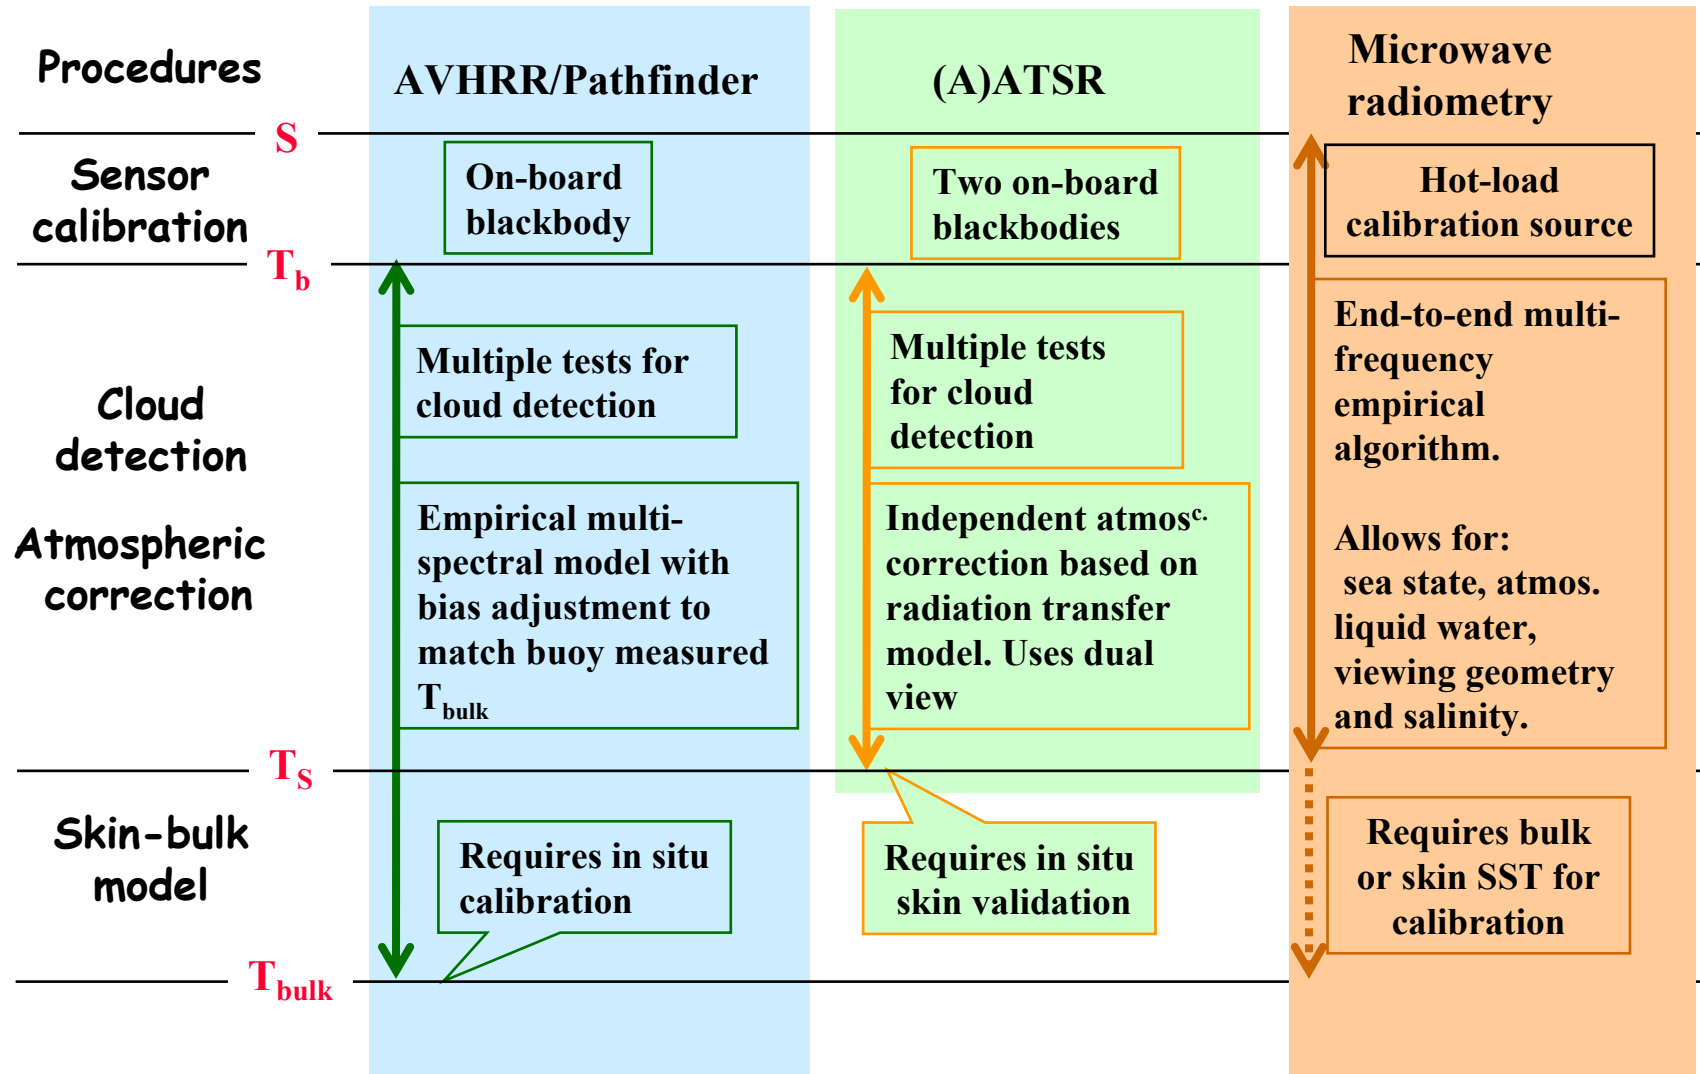 Procedures
AVHRR/Pathfinder
(A)ATSR
Microwave
radiometry
S
Sensor
calibration
On-board
blackbody
Two on-board
blackbodies
Hot-load
calibration source
Tb
Cloud
detection
Multiple tests for
cloud detection
Multiple tests
for cloud
detection
End-to-end multi-
frequency
empirical
algorithm.
Allows for:
sea state, atmos.
liquid water,
viewing geometry
and salinity.
Atmospheric
correction
Empirical multi-
spectral model with
bias adjustment to
match buoy measured
Tbulk
Independent atmosc.
correction based on
radiation transfer
model. Uses dual
view
TS
Skin-bulk
model
Requires in situ
calibration
Requires in situ
skin validation
Requires bulk
or skin SST for
calibration
Tbulk